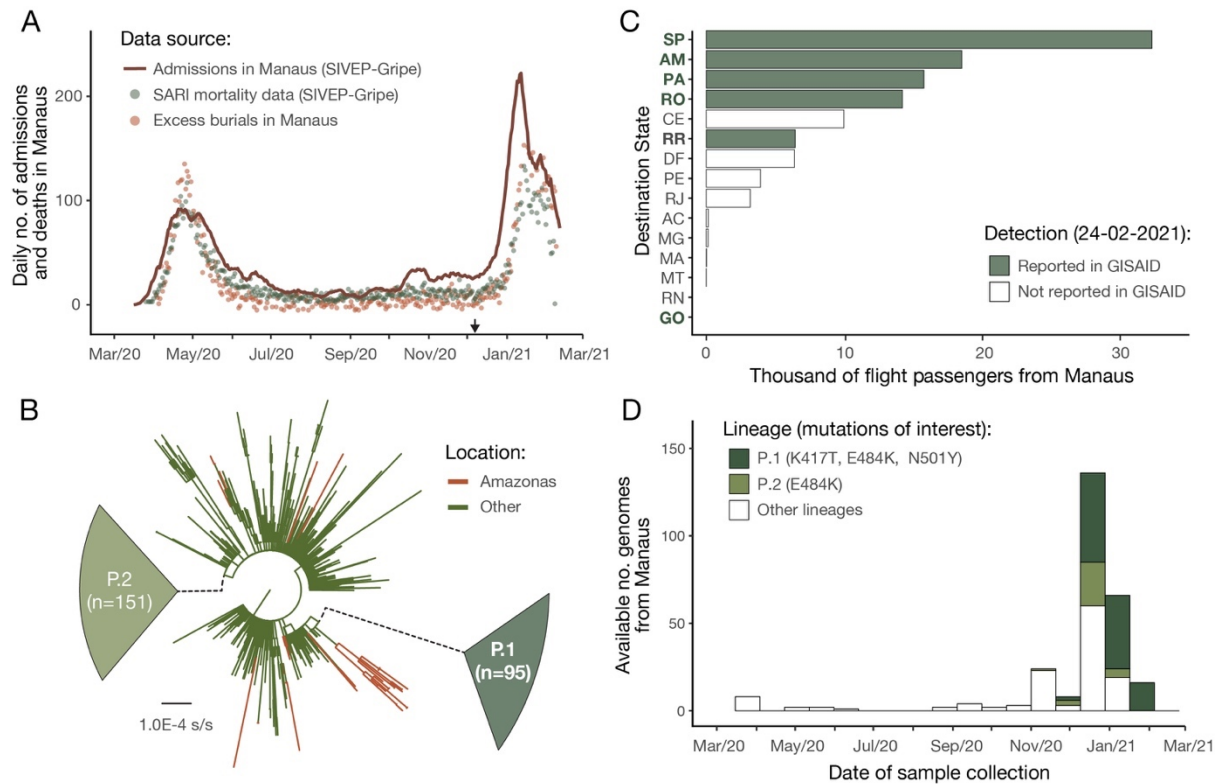 A
Data source:
Admissions in Manaus (SIVEP-Gripe)
SARI mortality data (SIVEP-Gripe)
Excess burials in Manaus
Daily no. of admissions
and deaths in Manaus
200
100
0
Mar/20 May/20 Jul/20 Sep/20 Nov/20 Jan/21 Mar/21
B
Location:
Amazonas
Other
P.2
(n=151)
P.1
(n=95)
1.0E-4 s/s
C
Destination State
SP
AM
PA
RO
CE
RR
DF
PE
RJ
AC
MG
MA
MT
RN
GO
Detection (24-02-2021):
Reported in GISAID
Not reported in GISAID
0 10 20 30
Thousand of flight passengers from Manaus
D
Lineage (mutations of interest):
P.1 (K417T, E484K, N501Y)
P.2 (E484K)
Other lineages
Available no. genomes
from Manaus
150
100
50
0
Mar/20 May/20 Jul/20 Sep/20 Nov/20 Jan/21 Mar/21
Date of sample collection